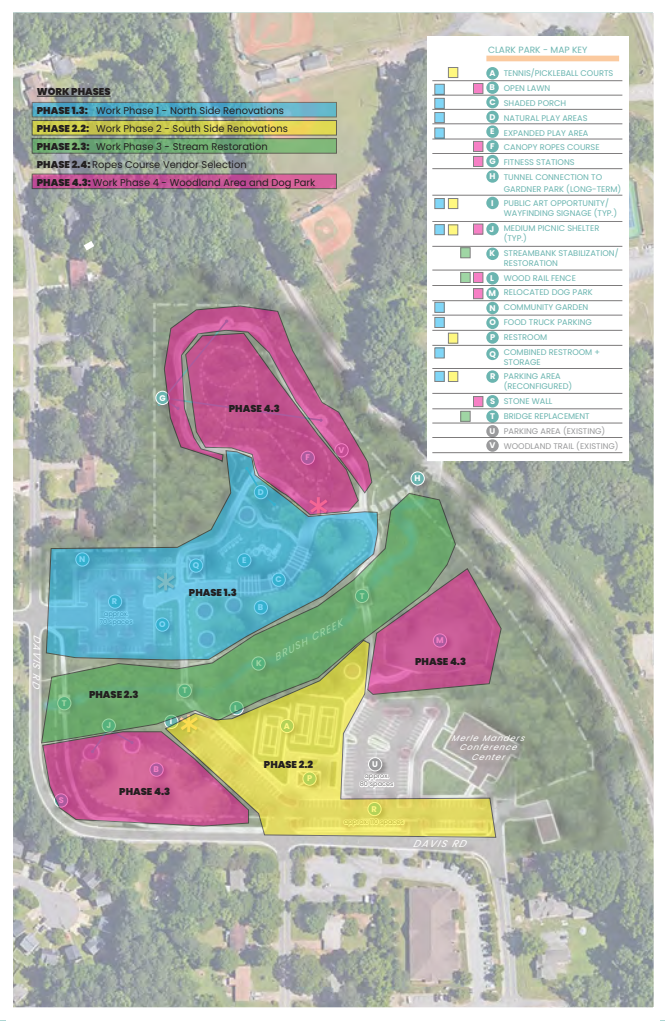 CLARK PARK - MAP KEY
A TENNIS/PICKLEBALL COURTS
B OPEN LAWN
C SHADED PORCH
D NATURAL PLAY AREAS
E EXPANDED PLAY AREA
F CANOPY ROPES COURSE
G FITNESS STATIONS
H TUNNEL CONNECTION TO
GARDNER PARK (LONG-TERM)
I PUBLIC ART OPPORTUNITY/
WAYFINDING SIGNAGE (TYP.)
J MEDIUM PICNIC SHELTER
(TYP.)
K STREAMBANK STABILIZATION/
RESTORATION
L WOOD RAIL FENCE
M RELOCATED DOG PARK
N COMMUNITY GARDEN
O FOOD TRUCK PARKING
P RESTROOM
Q COMBINED RESTROOM +
STORAGE
R PARKING AREA
(RECONFIGURED)
S STONE WALL
T BRIDGE REPLACEMENT
U PARKING AREA (EXISTING)
V WOODLAND TRAIL (EXISTING)
WORK PHASES
PHASE 1.3: Work Phase 1 - North Side Renovations
PHASE 2.2: Work Phase 2 - South Side Renovations
PHASE 2.3: Work Phase 3 - Stream Restoration
PHASE 2.4: Ropes Course Vendor Selection
PHASE 4.3: Work Phase 4 - Woodland Area and Dog Park
G
PHASE 4.3
V
F
H
D
N
Q
E
C
PHASE 1.3
R
T
B
O
BRUSH CREEK
M
DAVIS RD
K
PHASE 4.3
PHASE 2.3
T
T
L
I
J
A
Merle Manders
Conference
Center
PHASE 2.2
U
B
approx.
80 spaces
P
PHASE 4.3
S
R
DAVIS RD